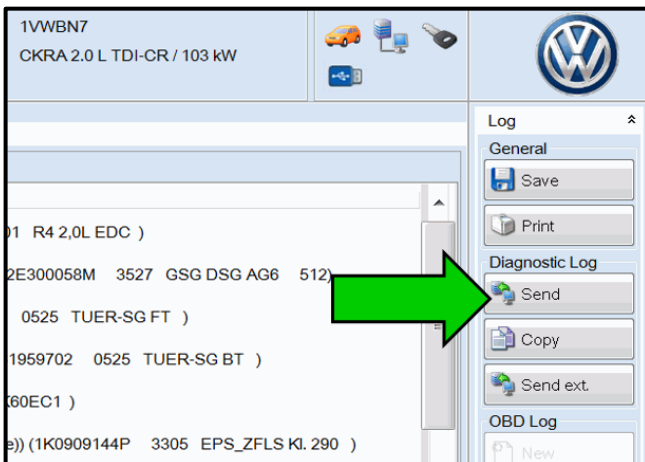 1VWBN7
CKRA 2.0 L TDI-CR / 103 kW
Log
General
Save
Print
Diagnostic Log
Send
Copy
Send ext.
OBD Log
New
01 R4 2,0L EDC )
2E300058M 3527 GSG DSG AG6 512)
0525 TUER-SG FT )
1959702 0525 TUER-SG BT )
K60EC1 )
e)) (1K0909144P 3305 EPS_ZFLS Kl. 290 )